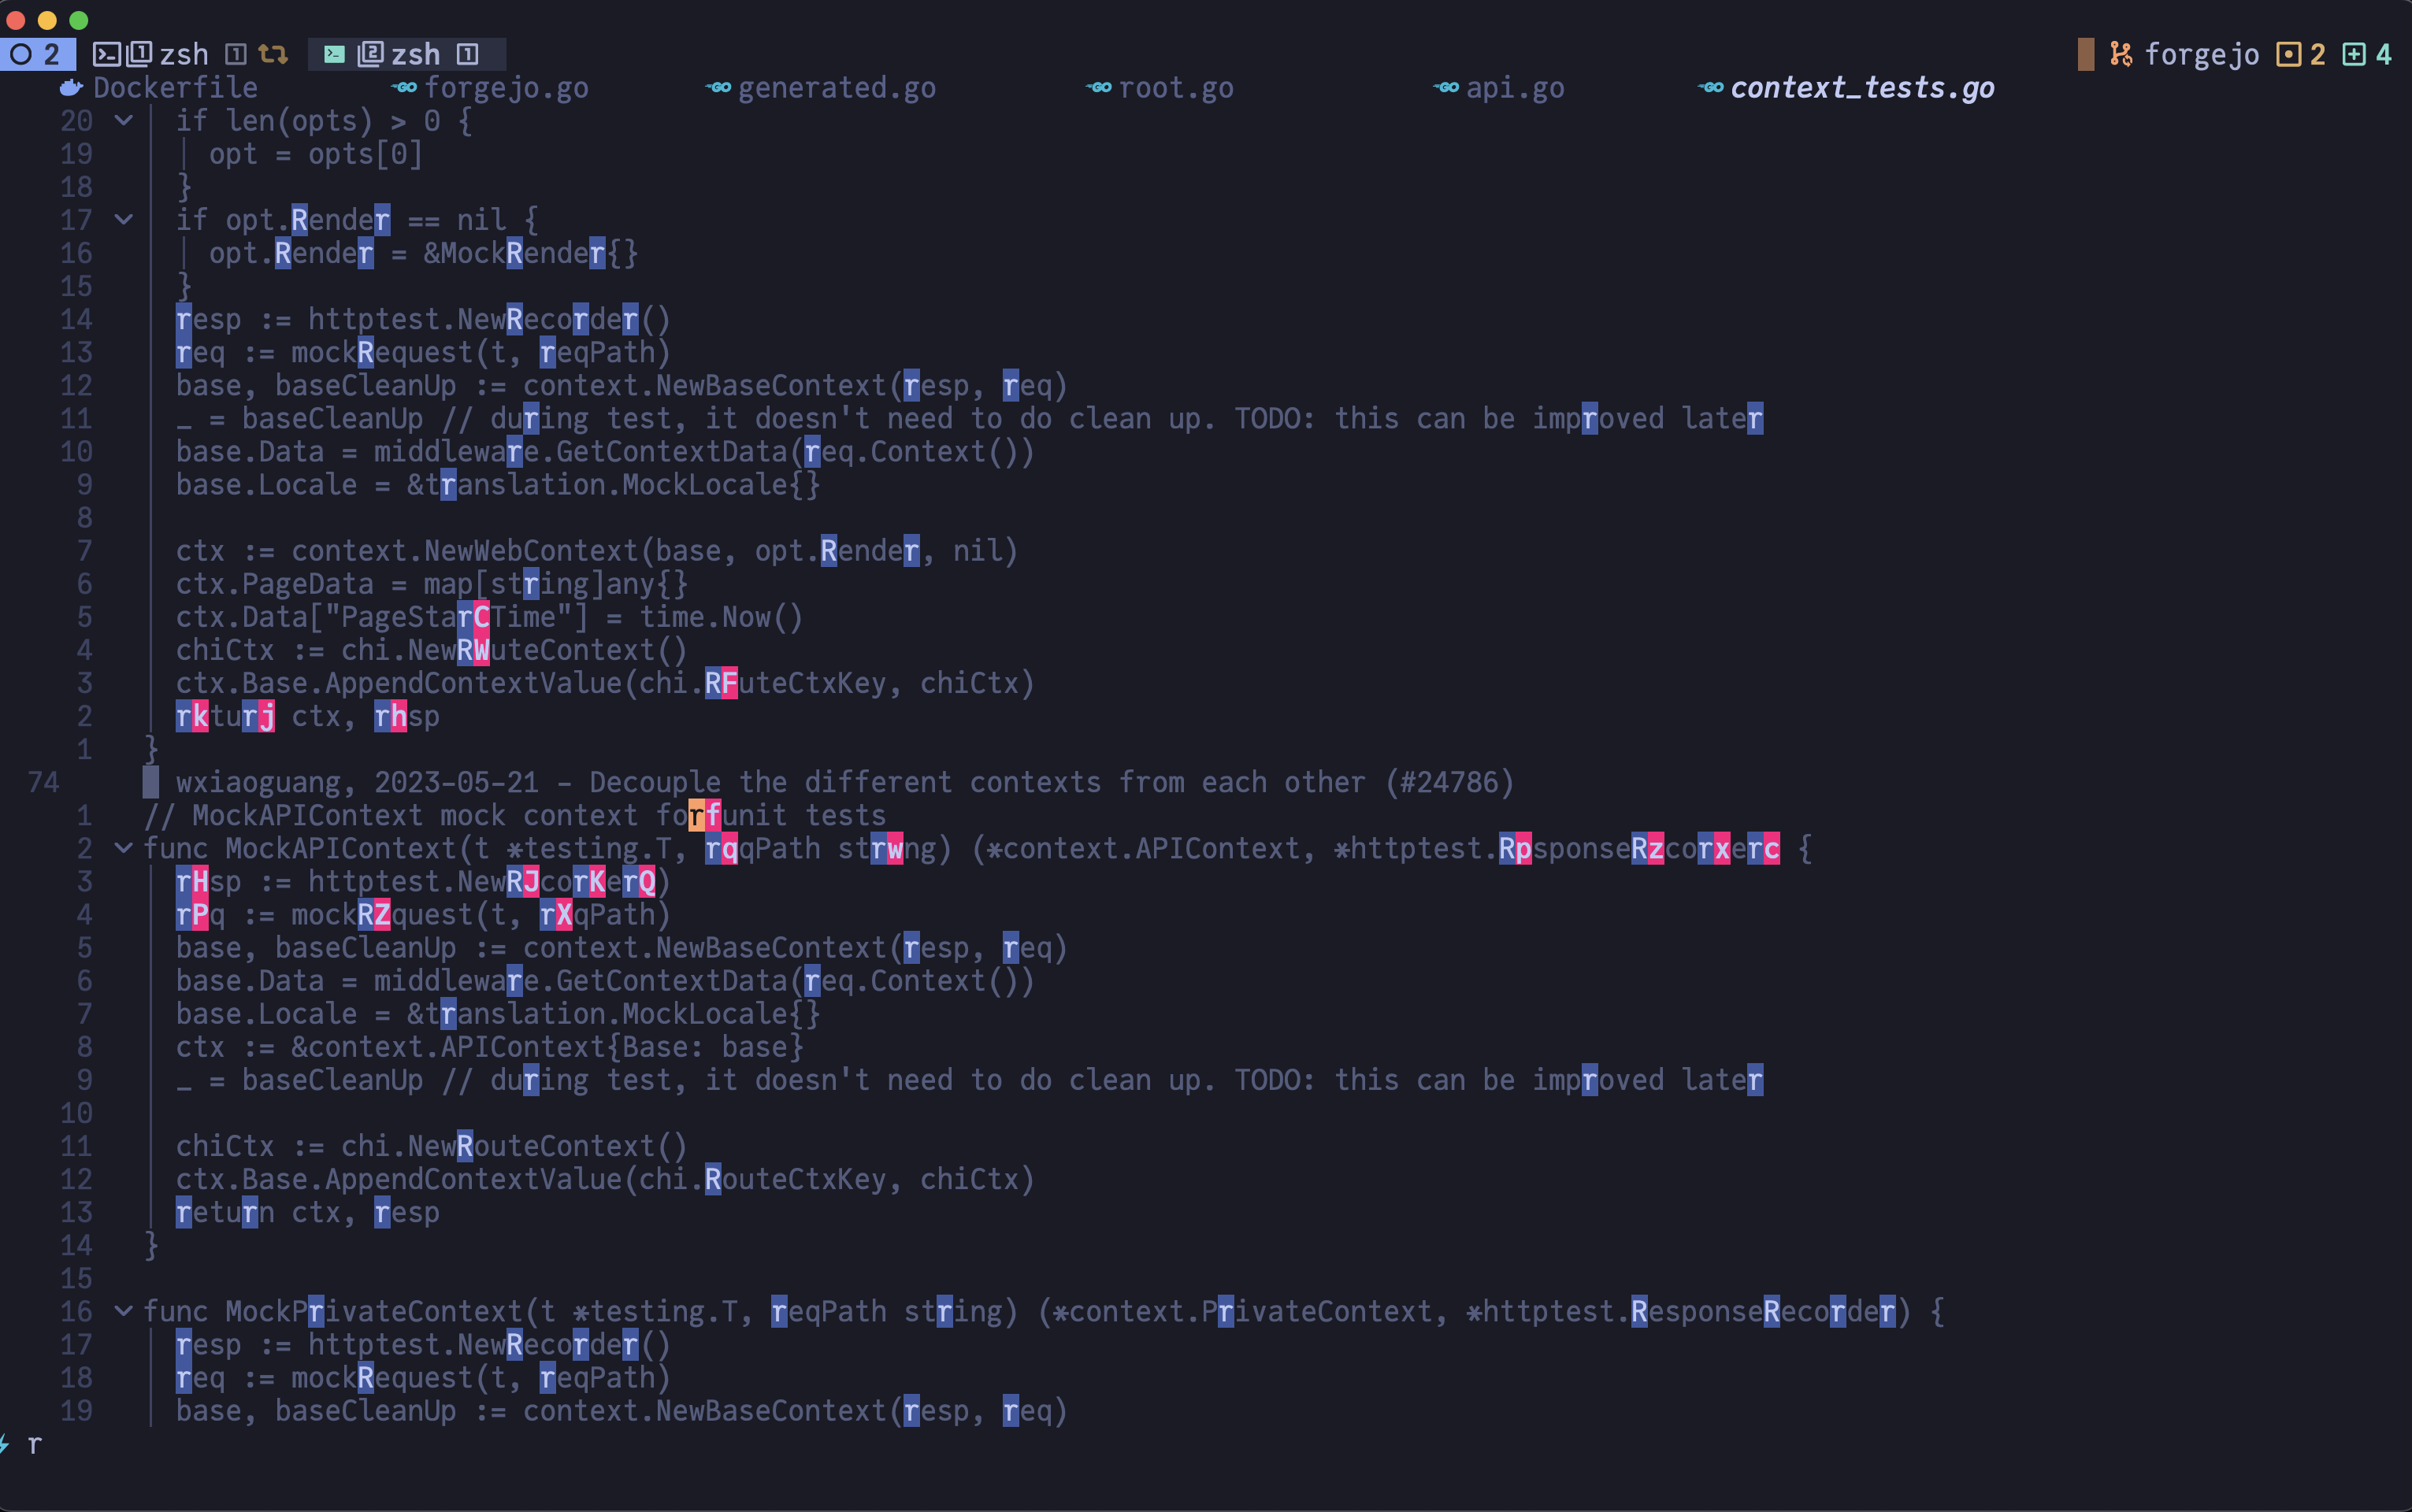 2 zsh 1 zsh 1 forgejo 2 4
Dockerfile forgejo.go generated.go root.go api.go context_tests.go
20 if len(opts) > 0 {
19 opt = opts[0]
18 }
17 if opt.Render == nil {
16 opt.Render = &MockRender{}
15 }
14 resp := httptest.NewRecorder()
13 req := mockRequest(t, reqPath)
12 base, baseCleanUp := context.NewBaseContext(resp, req)
11 _ = baseCleanUp // during test, it doesn't need to do clean up. TODO: this can be improved later
10 base.Data = middleware.GetContextData(req.Context())
9 base.Locale = &translation.MockLocale{}
8
7 ctx := context.NewWebContext(base, opt.Render, nil)
6 ctx.PageData = map[string]any{}
5 ctx.Data["PageStarCTime"] = time.Now()
4 chiCtx := chi.NewRWuteContext()
3 ctx.Base.AppendContextValue(chi.RFuteCtxKey, chiCtx)
2 rkturj ctx, rhsp
1 }
74 wxiaoguang, 2023-05-21 - Decouple the different contexts from each other (#24786)
1 // MockAPIContext mock context forfunit tests
2 func MockAPIContext(t *testing.T, rqqPath strwng) (*context.APIContext, *httptest.RpsponseRzcorxerc {
3 rHsp := httptest.NewRJcorKerQ)
4 rPq := mockRZquest(t, rXqPath)
5 base, baseCleanUp := context.NewBaseContext(resp, req)
6 base.Data = middleware.GetContextData(req.Context())
7 base.Locale = &translation.MockLocale{}
8 ctx := &context.APIContext{Base: base}
9 _ = baseCleanUp // during test, it doesn't need to do clean up. TODO: this can be improved later
10
11 chiCtx := chi.NewRouteContext()
12 ctx.Base.AppendContextValue(chi.RouteCtxKey, chiCtx)
13 return ctx, resp
14 }
15
16 func MockPrivateContext(t *testing.T, reqPath string) (*context.PrivateContext, *httptest.ResponseRecorder) {
17 resp := httptest.NewRecorder()
18 req := mockRequest(t, reqPath)
19 base, baseCleanUp := context.NewBaseContext(resp, req)
r